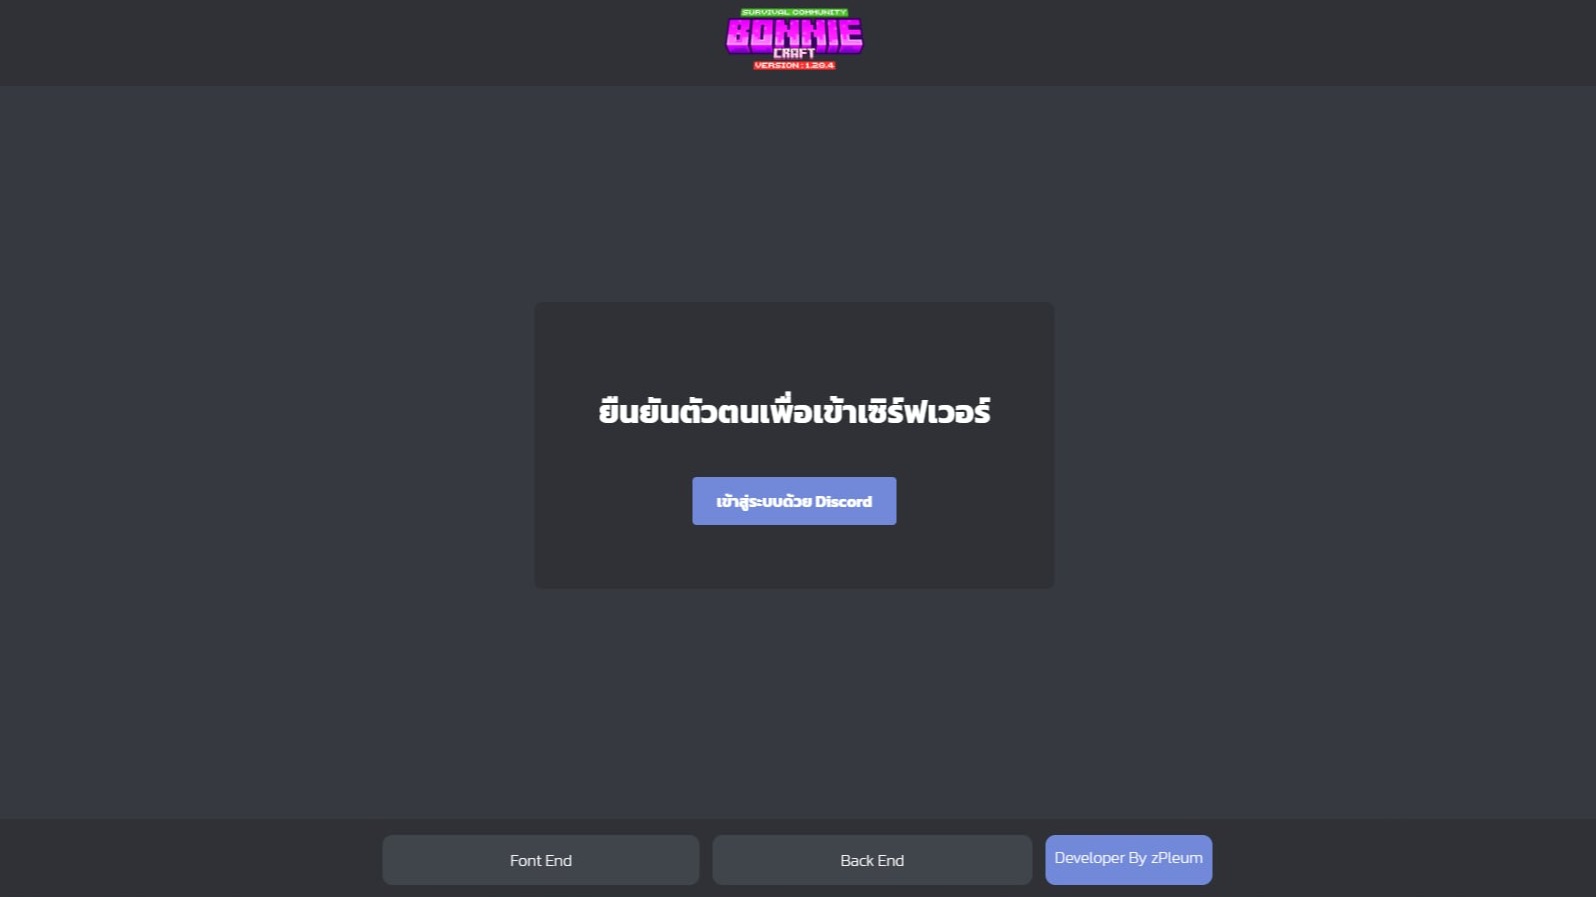 SURVIVAL COMMUNITY
BONNIE
CRAFT
VERSION : 1.20.4
ยืนยันตัวตนเพื่อเข้าเซิร์ฟเวอร์
เข้าสู่ระบบด้วย Discord
Font End
Back End
Developer By zPleum